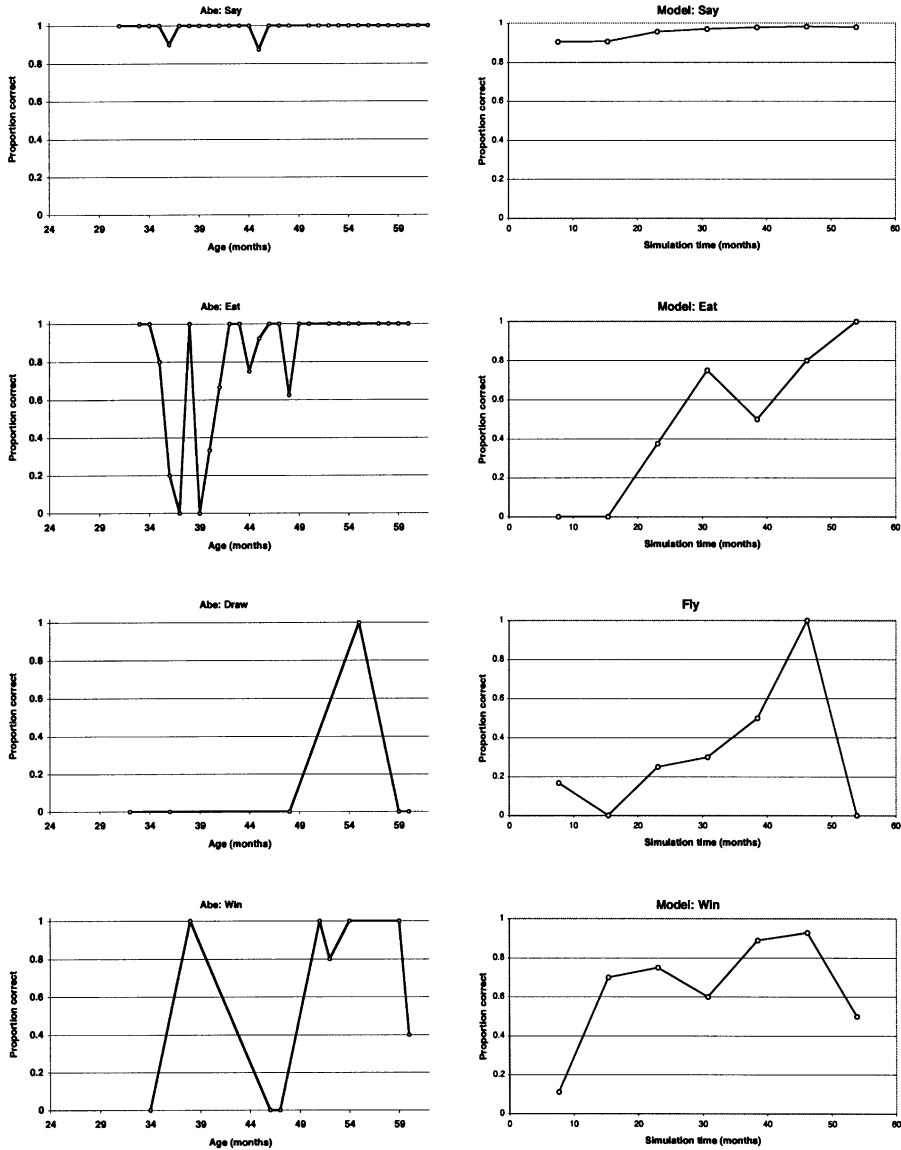 Abe: Say
Proportion correct
1
0.8
0.6
0.4
0.2
0
24 29 34 39 44 49 54 59
Age (months)
Model: Say
Proportion correct
1
0.8
0.6
0.4
0.2
0
0 10 20 30 40 50 60
Simulation time (months)
Abe: Eat
Proportion correct
1
0.8
0.6
0.4
0.2
0
24 29 34 39 44 49 54 59
Age (months)
Model: Eat
Proportion correct
1
0.8
0.6
0.4
0.2
0
0 10 20 30 40 50 60
Simulation time (months)
Abe: Draw
Proportion correct
1
0.8
0.6
0.4
0.2
0
24 29 34 39 44 49 54 59
Age (months)
Fly
Proportion correct
1
0.8
0.6
0.4
0.2
0
0 10 20 30 40 50 60
Simulation time (months)
Abe: Win
Proportion correct
1
0.8
0.6
0.4
0.2
0
24 29 34 39 44 49 54 59
Age (months)
Model: Win
Proportion correct
1
0.8
0.6
0.4
0.2
0
0 10 20 30 40 50 60
Simulation time (months)